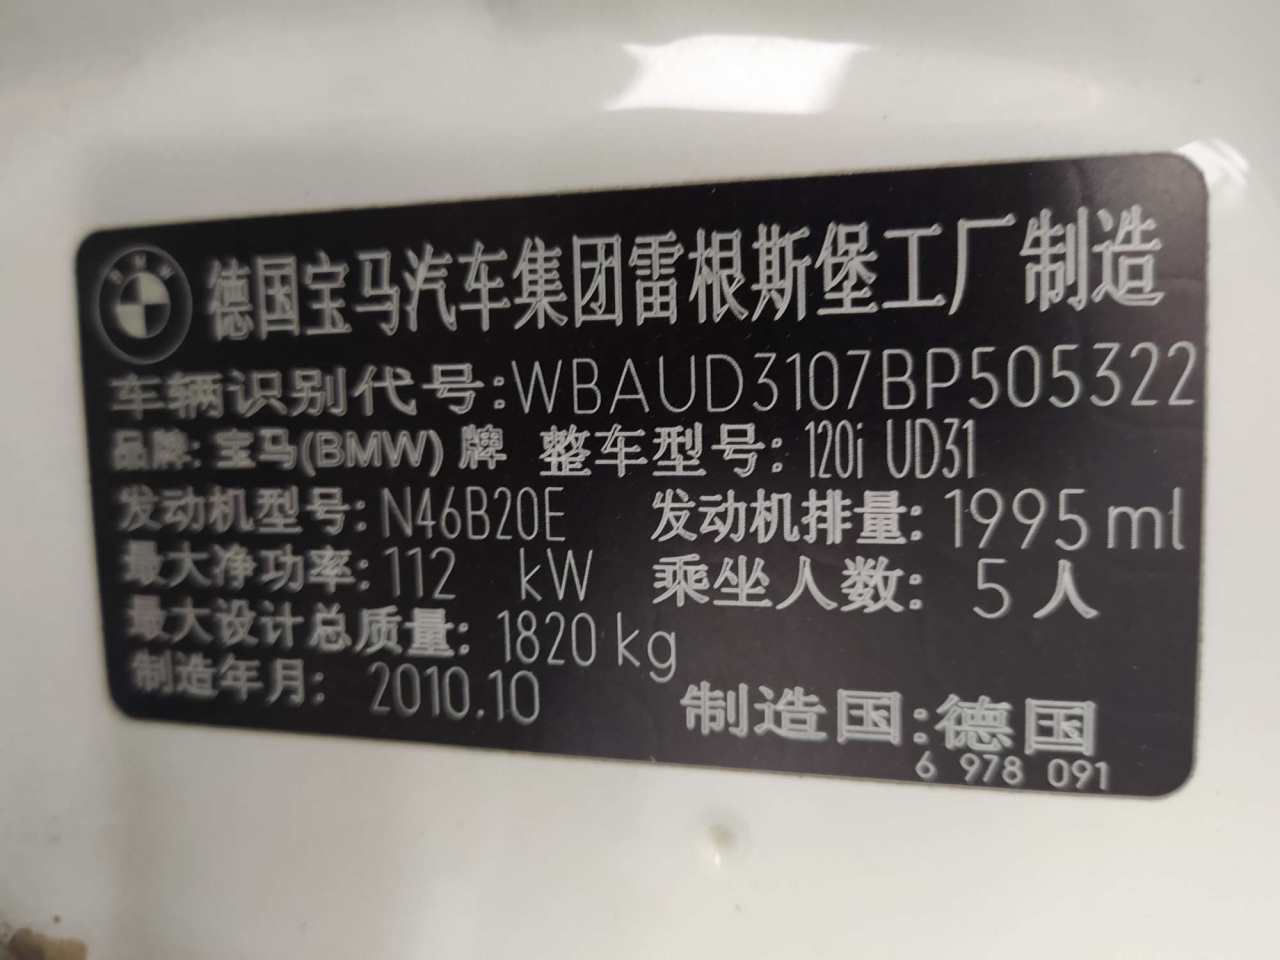 BMW
德国宝马汽车集团雷根斯堡工厂制造
车辆识别代号:WBAUD3107BP505322
品牌:宝马(BMW)牌 整车型号:120i UD31
发动机型号:N46B20E 发动机排量:1995ml
最大净功率:112 kW 乘坐人数: 5人
最大设计总质量: 1820kg
制造年月: 2010.10
制造国:德国
6 978 091